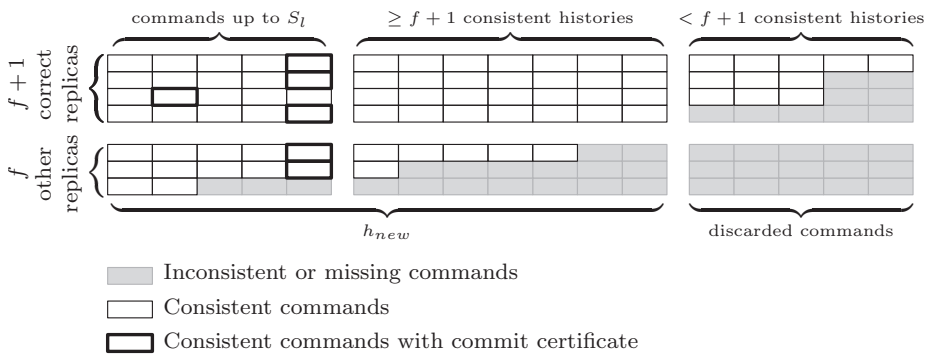 commands up to S_l
≥ f + 1 consistent histories
< f + 1 consistent histories
f + 1
correct
replicas
f
other
replicas
h_new
discarded commands
Inconsistent or missing commands
Consistent commands
Consistent commands with commit certificate